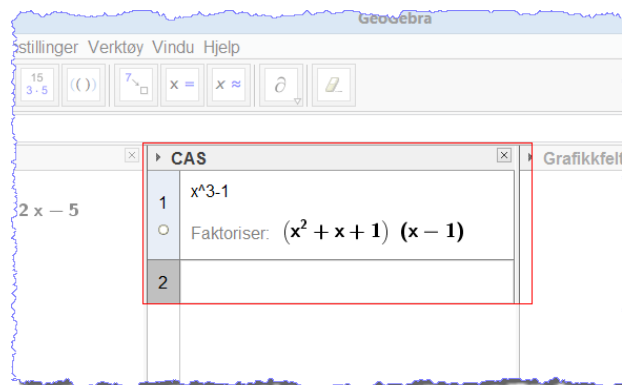 GeoGebra
stillinger Verktøy Vindu Hjelp
15
3 · 5
(( ))
7
x =
x ≈
∂
CAS
Grafikkfelt
2 x − 5
1
x^3-1
Faktoriser: (x² + x + 1) (x − 1)
2